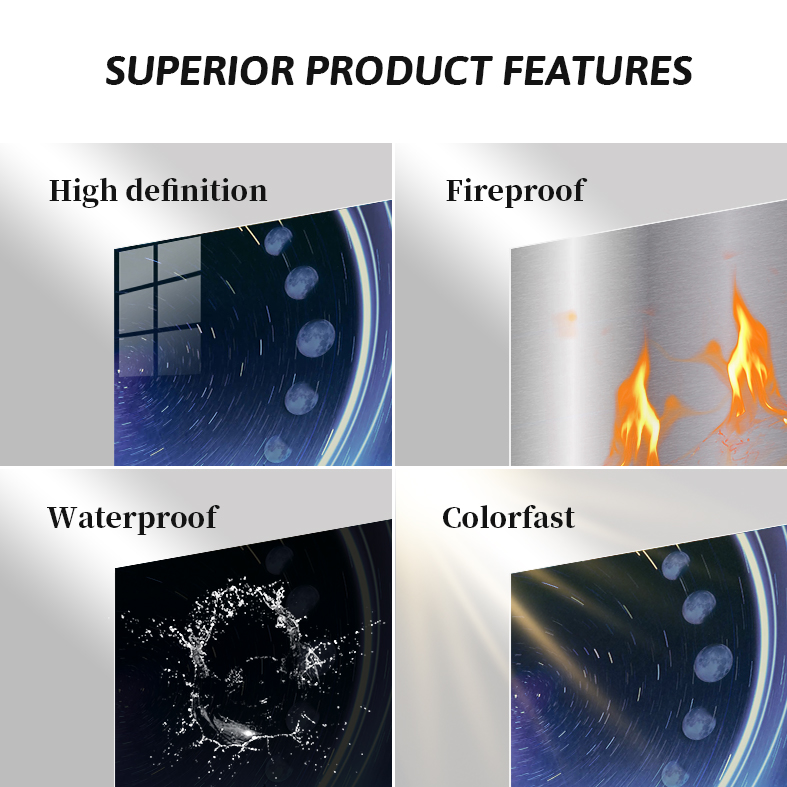 SUPERIOR PRODUCT FEATURES
High definition
Fireproof
Waterproof
Colorfast